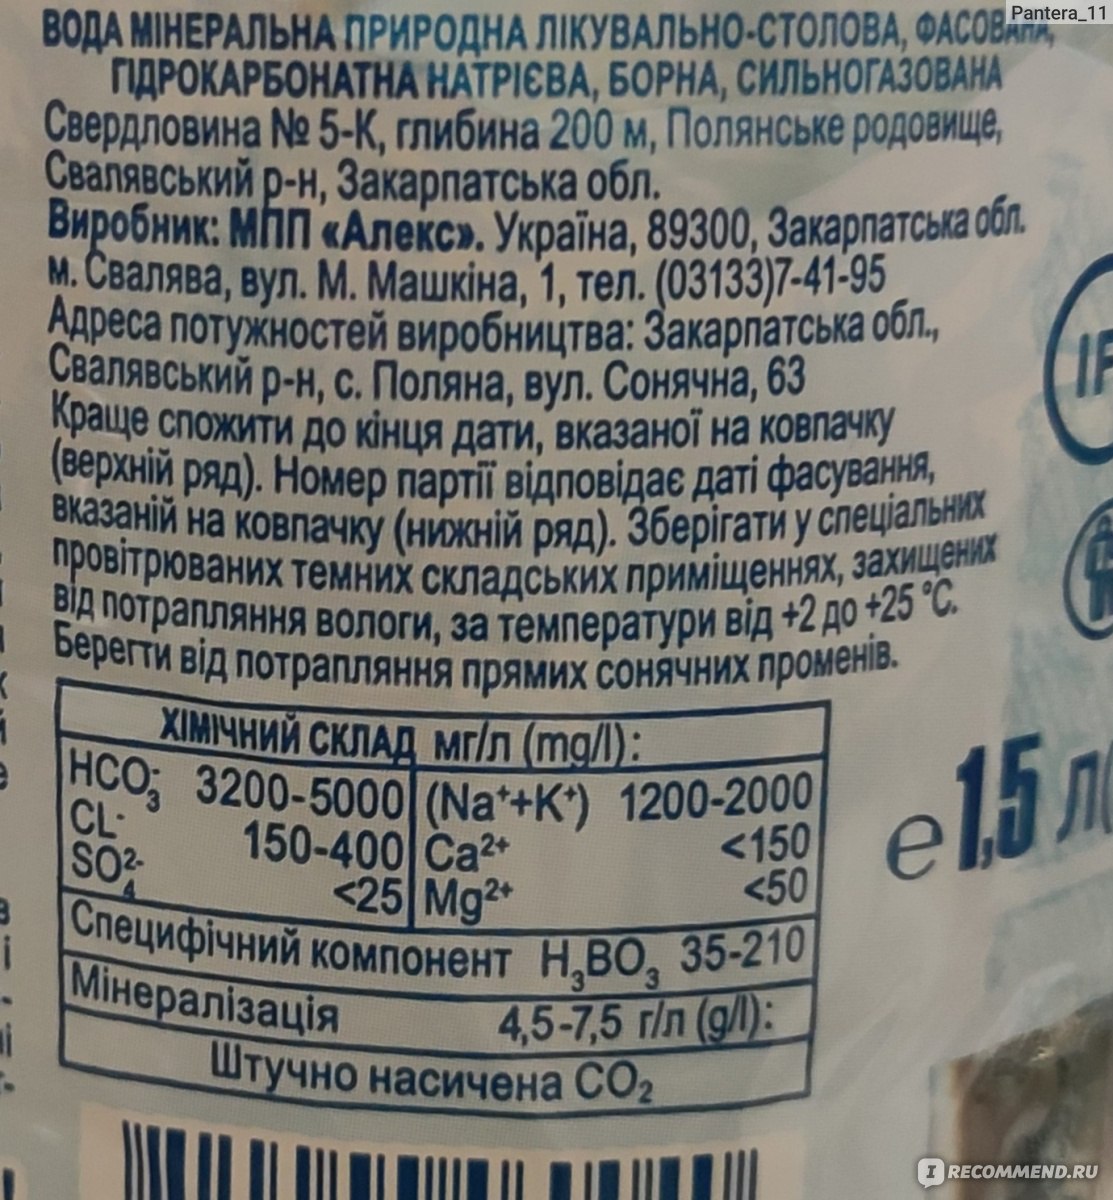 Pantera_11
ВОДА МІНЕРАЛЬНА ПРИРОДНА ЛІКУВАЛЬНО-СТОЛОВА, ФАСОВАНА,
ГІДРОКАРБОНАТНА НАТРІЄВА, БОРНА, СИЛЬНОГАЗОВАНА
Свердловина № 5-К, глибина 200 м, Полянське родовище,
Свалявський р-н, Закарпатська обл.
Виробник: МПП «Алекс». Україна, 89300, Закарпатська обл.
м. Свалява, вул. М. Машкіна, 1, тел. (03133)7-41-95
Адреса потужностей виробництва: Закарпатська обл.,
Свалявський р-н, с. Поляна, вул. Сонячна, 63
Краще спожити до кінця дати, вказаної на ковпачку
(верхній ряд). Номер партії відповідає даті фасування,
вказаній на ковпачку (нижній ряд). Зберігати у спеціальних
провітрюваних темних складських приміщеннях, захищених
від потрапляння вологи, за температури від +2 до +25 °С.
Берегти від потрапляння прямих сонячних променів.
ХІМІЧНИЙ СКЛАД мг/л (mg/l):
HCO₃⁻ 3200-5000 (Na⁺+K⁺) 1200-2000
CL⁻ 150-400 Ca²⁺ <150
SO₄²⁻ <25 Mg²⁺ <50
Специфічний компонент H₃BO₃ 35-210
Мінералізація 4,5-7,5 г/л (g/l):
Штучно насичена CO₂
e 1,5 л
IRECOMMEND.RU